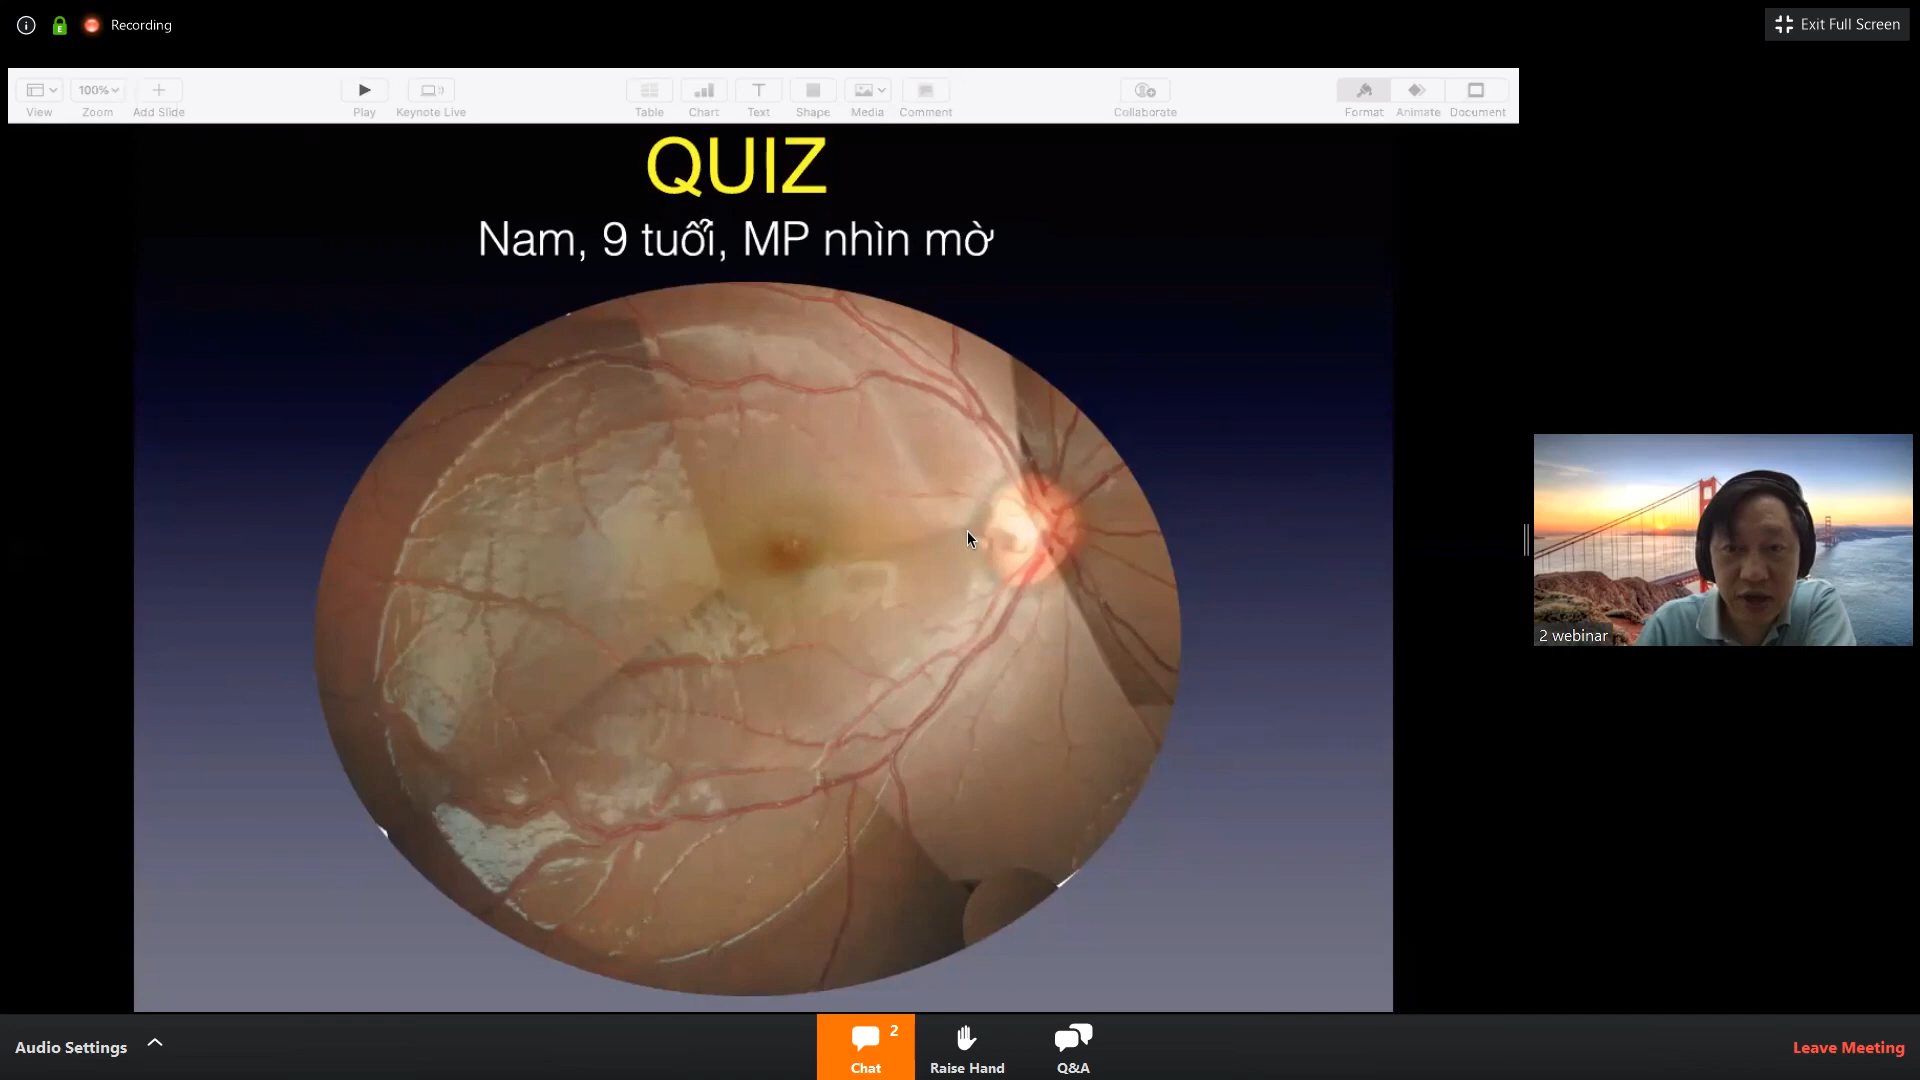 Recording
Exit Full Screen
100%
View
Zoom
Add Slide
Play
Keynote Live
Table
Chart
Text
Shape
Media
Comment
Collaborate
Format
Animate
Document
QUIZ
Nam, 9 tuổi, MP nhìn mờ
2 webinar
Audio Settings
2
Chat
Raise Hand
Q&A
Leave Meeting